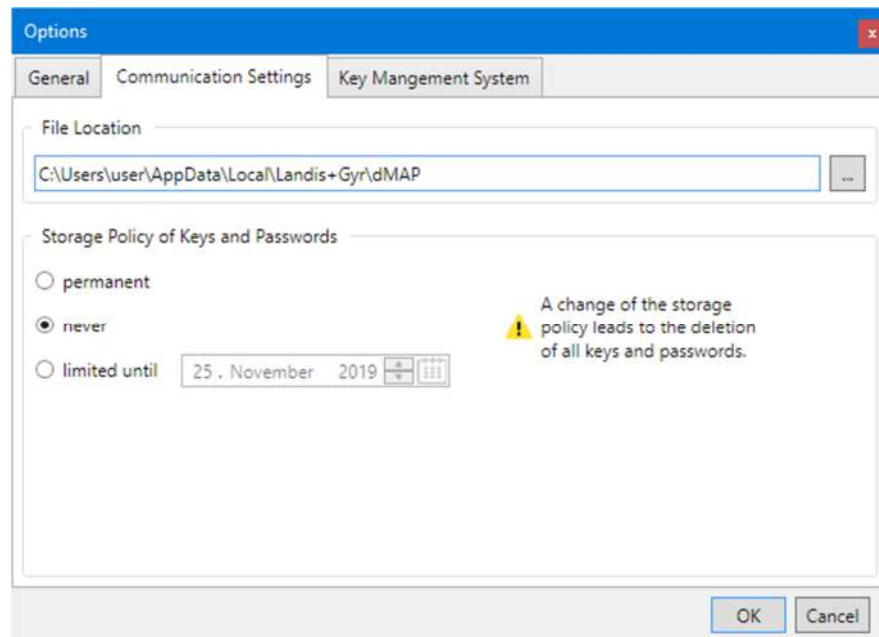 Options
x
General Communication Settings Key Mangement System
File Location
C:\Users\user\AppData\Local\Landis+Gyr\dMAP
...
Storage Policy of Keys and Passwords
permanent
never
limited until 25 . November 2019
A change of the storage
policy leads to the deletion
of all keys and passwords.
OK Cancel